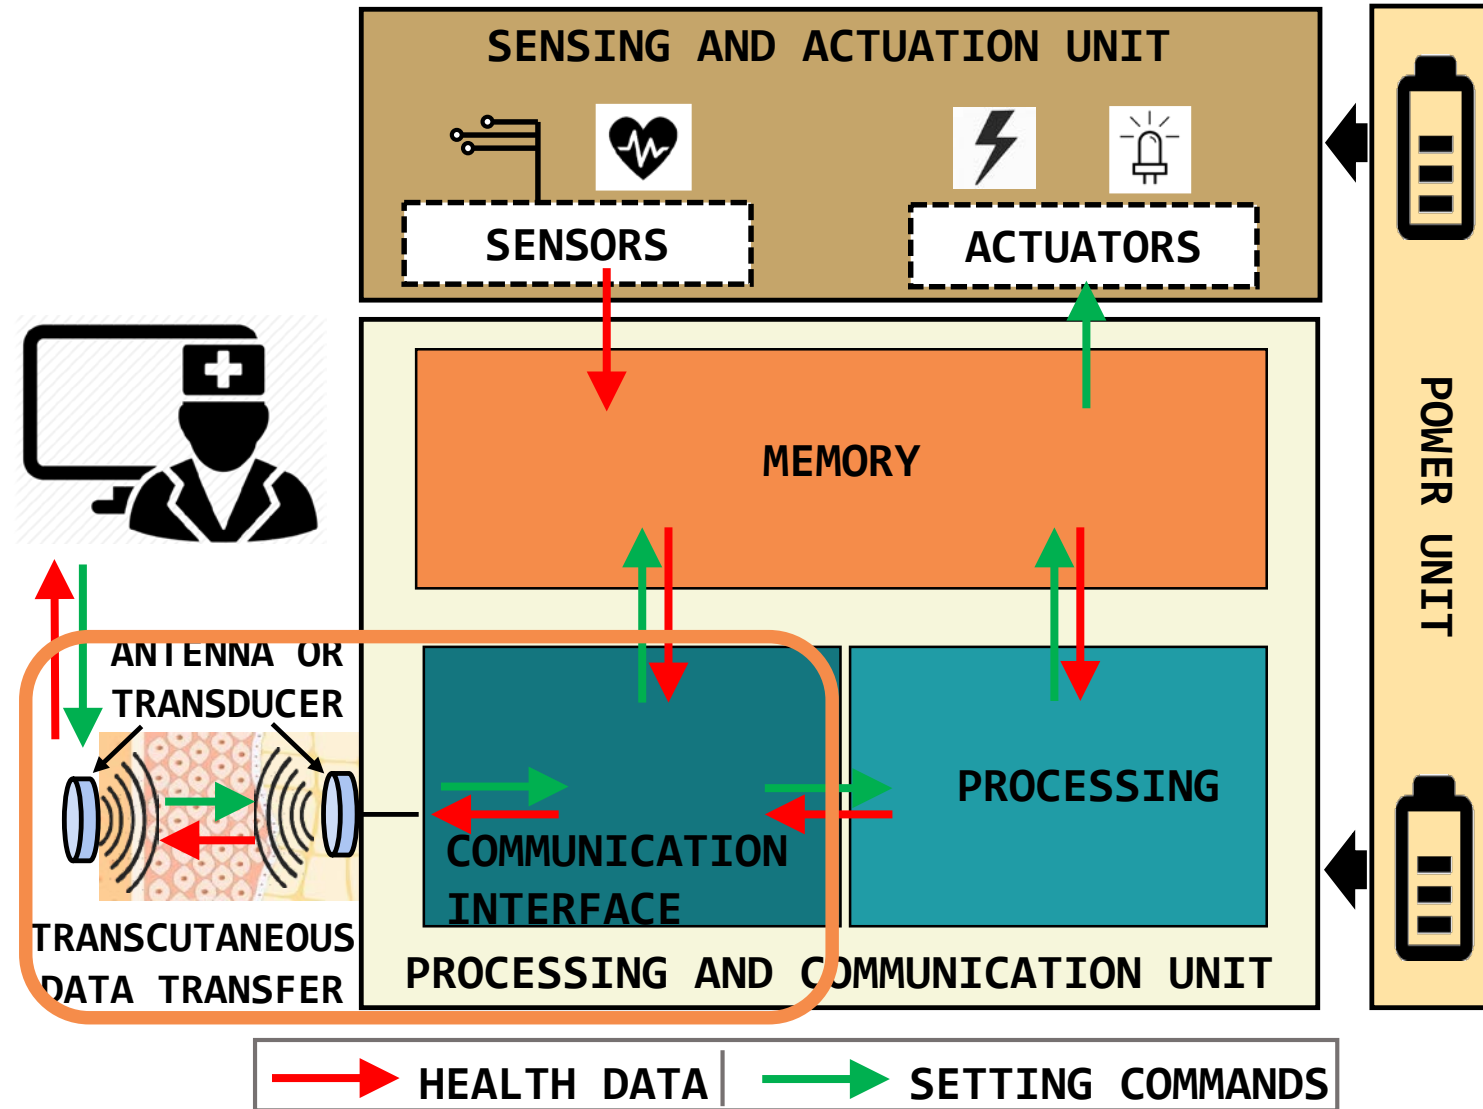 SENSING AND ACTUATION UNIT
SENSORS
ACTUATORS
MEMORY
POWER UNIT
ANTENNA OR
TRANSDUCER
PROCESSING
COMMUNICATION
INTERFACE
TRANSCUTANEOUS
DATA TRANSFER
PROCESSING AND COMMUNICATION UNIT
HEALTH DATA
SETTING COMMANDS